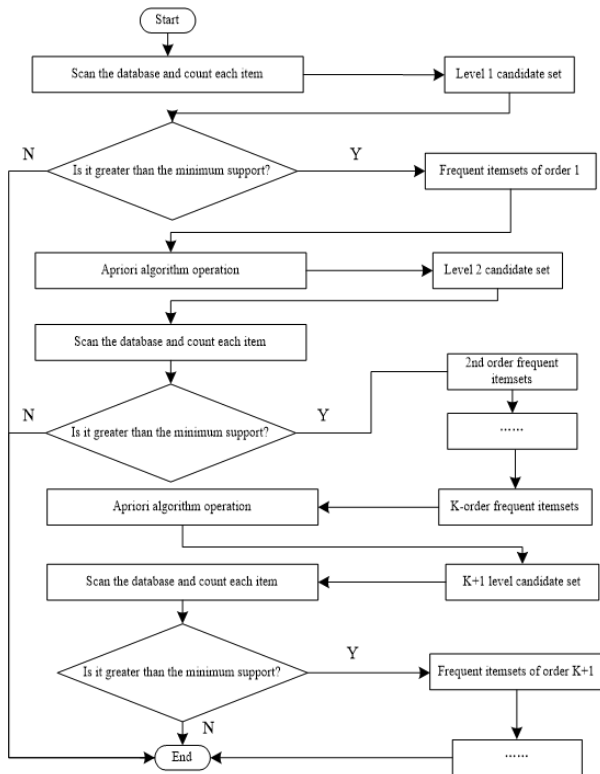 Start
Scan the database and count each item
Level 1 candidate set
N
Is it greater than the minimum support?
Y
Frequent itemsets of order 1
Apriori algorithm operation
Level 2 candidate set
Scan the database and count each item
2nd order frequent
itemsets
N
Is it greater than the minimum support?
Y
······
Apriori algorithm operation
K-order frequent itemsets
Scan the database and count each item
K+1 level candidate set
Is it greater than the minimum support?
Y
Frequent itemsets of order K+1
N
End
······